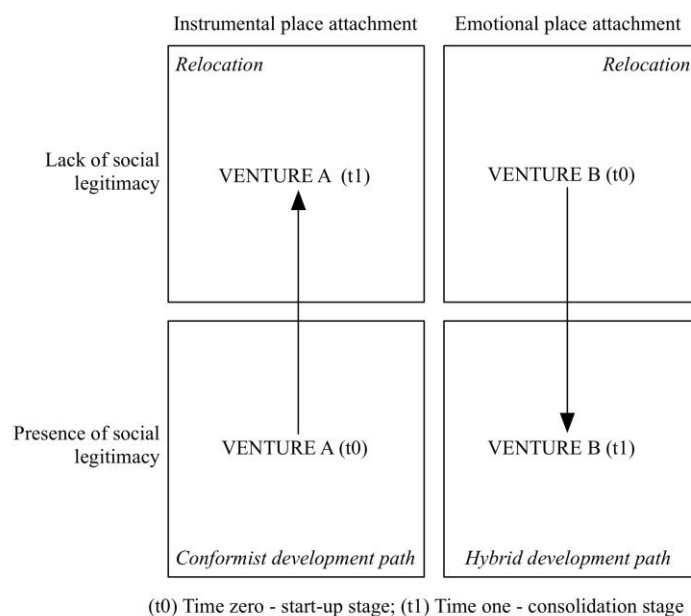 Instrumental place attachment
Emotional place attachment
Relocation
Relocation
Lack of social
legitimacy
VENTURE A (t1)
VENTURE B (t0)
Presence of social
legitimacy
VENTURE A (t0)
VENTURE B (t1)
Conformist development path
Hybrid development path
(t0) Time zero - start-up stage; (t1) Time one - consolidation stage